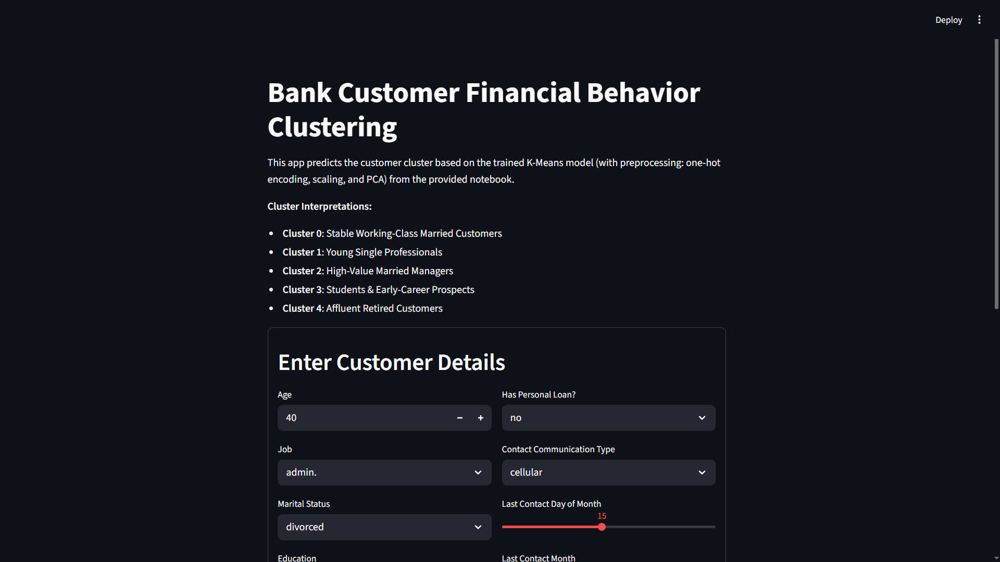 Deploy
Bank Customer Financial Behavior
Clustering
This app predicts the customer cluster based on the trained K-Means model (with preprocessing: one-hot
encoding, scaling, and PCA) from the provided notebook.
Cluster Interpretations:
Cluster 0: Stable Working-Class Married Customers
Cluster 1: Young Single Professionals
Cluster 2: High-Value Married Managers
Cluster 3: Students & Early-Career Prospects
Cluster 4: Affluent Retired Customers
Enter Customer Details
Age
40
Has Personal Loan?
no
Job
admin.
Contact Communication Type
cellular
Marital Status
divorced
Last Contact Day of Month
15
Education
Last Contact Month